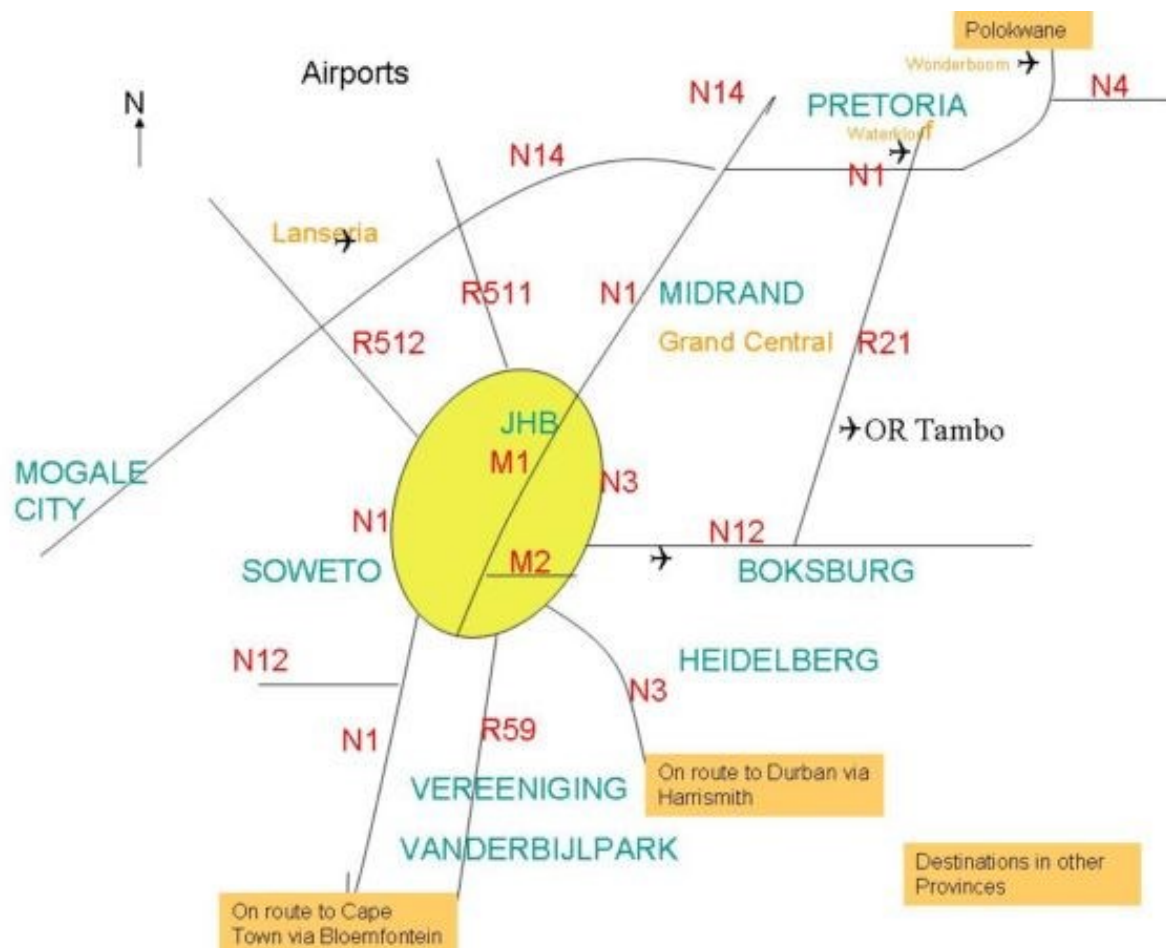 Polokwane
Airports
Wonderboom
N
N14
PRETORIA
N4
Waterkloof
N14
N1
Lanseria
R511
N1
MIDRAND
R512
Grand Central
R21
JHB
OR Tambo
M1
MOGALE
CITY
N3
N1
N12
SOWETO
M2
BOKSBURG
N12
HEIDELBERG
N3
N1
R59
On route to Durban via
Harrismith
VEREENIGING
VANDERBIJLPARK
Destinations in other
Provinces
On route to Cape
Town via Bloemfontein